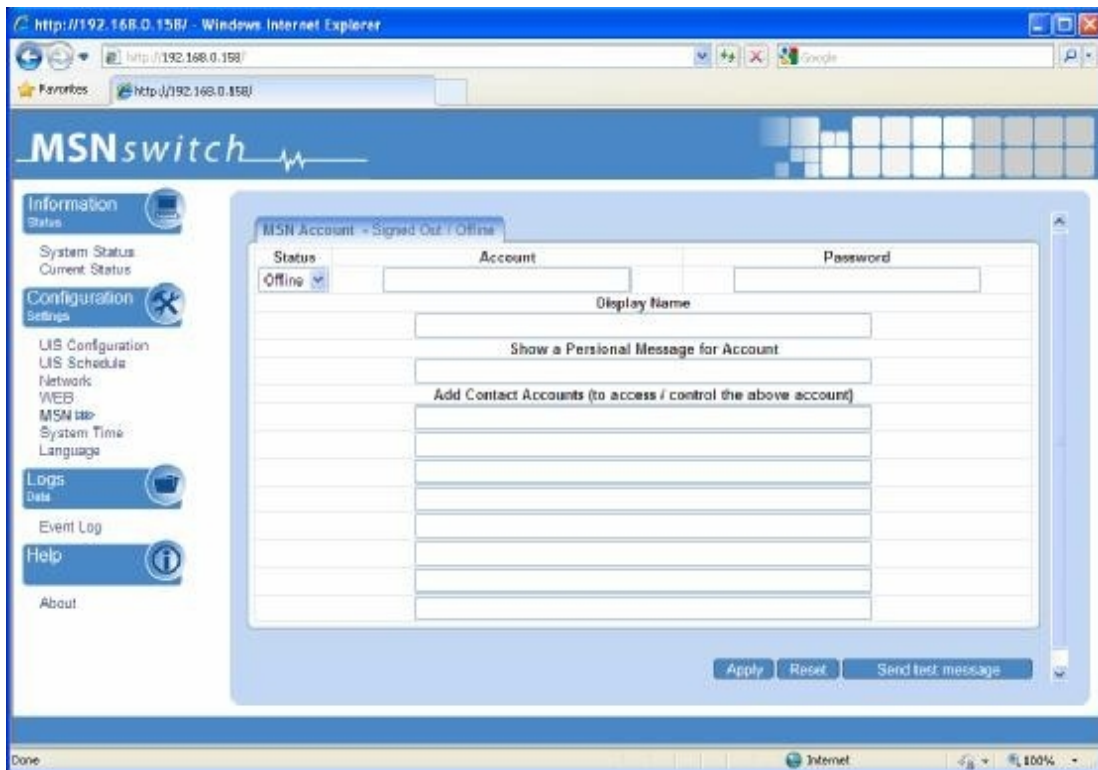 http://192.168.0.158/ - Windows Internet Explorer
http://192.168.0.158/
Google
Favorites
http://192.168.0.158/
MSNswitch
Information
Status
System Status
Current Status
Configuration
Settings
UIS Configuration
UIS Schedule
Network
WEB
MSN
System Time
Language
Logs
Data
Event Log
Help
About
MSN Account - Signed Out / Offline
Status Account Password
Offline
Display Name
Show a Persional Message for Account
Add Contact Accounts (to access / control the above account)
Apply Reset Send test message
Done Internet 100%